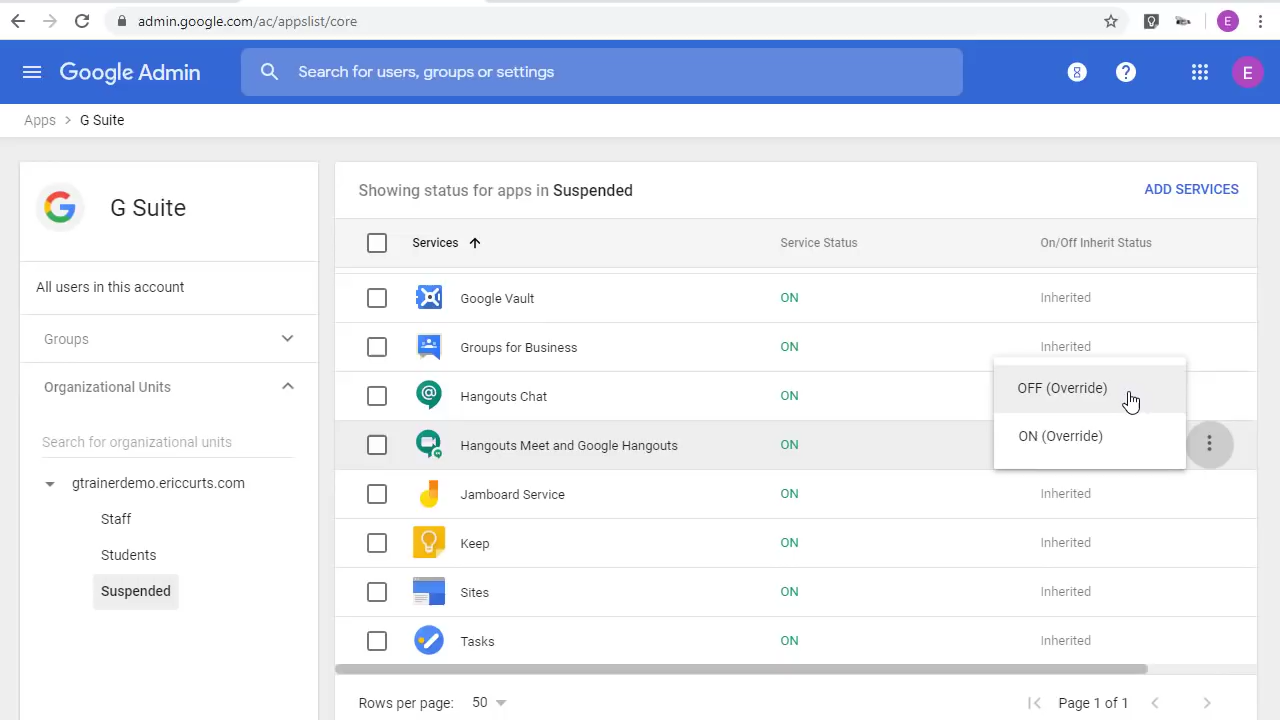 admin.google.com/ac/appslist/core
E
Google Admin
Search for users, groups or settings
8
?
E
Apps > G Suite
G Suite
All users in this account
Groups
Organizational Units
Search for organizational units
gtrainerdemo.ericcurts.com
Staff
Students
Suspended
Showing status for apps in Suspended
ADD SERVICES
Services Service Status On/Off Inherit Status
Google Vault ON Inherited
Groups for Business ON Inherited
Hangouts Chat ON
Hangouts Meet and Google Hangouts ON
OFF (Override)
ON (Override)
Jamboard Service ON Inherited
Keep ON Inherited
Sites ON Inherited
Tasks ON Inherited
Rows per page: 50 Page 1 of 1